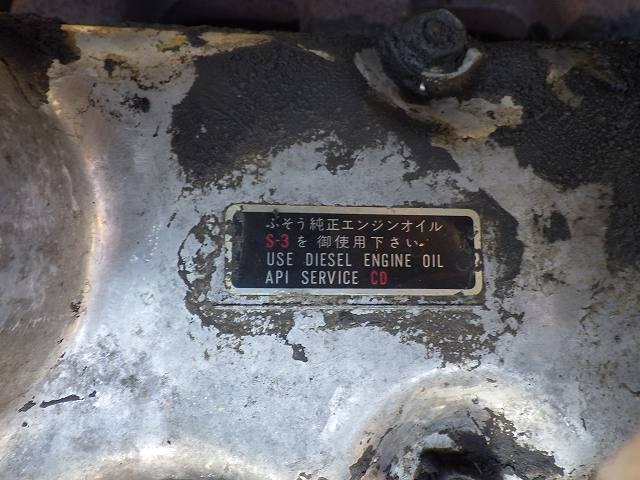 ふそう純正エンジンオイル
S-3を 御使用下さい。
USE DIESEL ENGINE OIL
API SERVICE CD